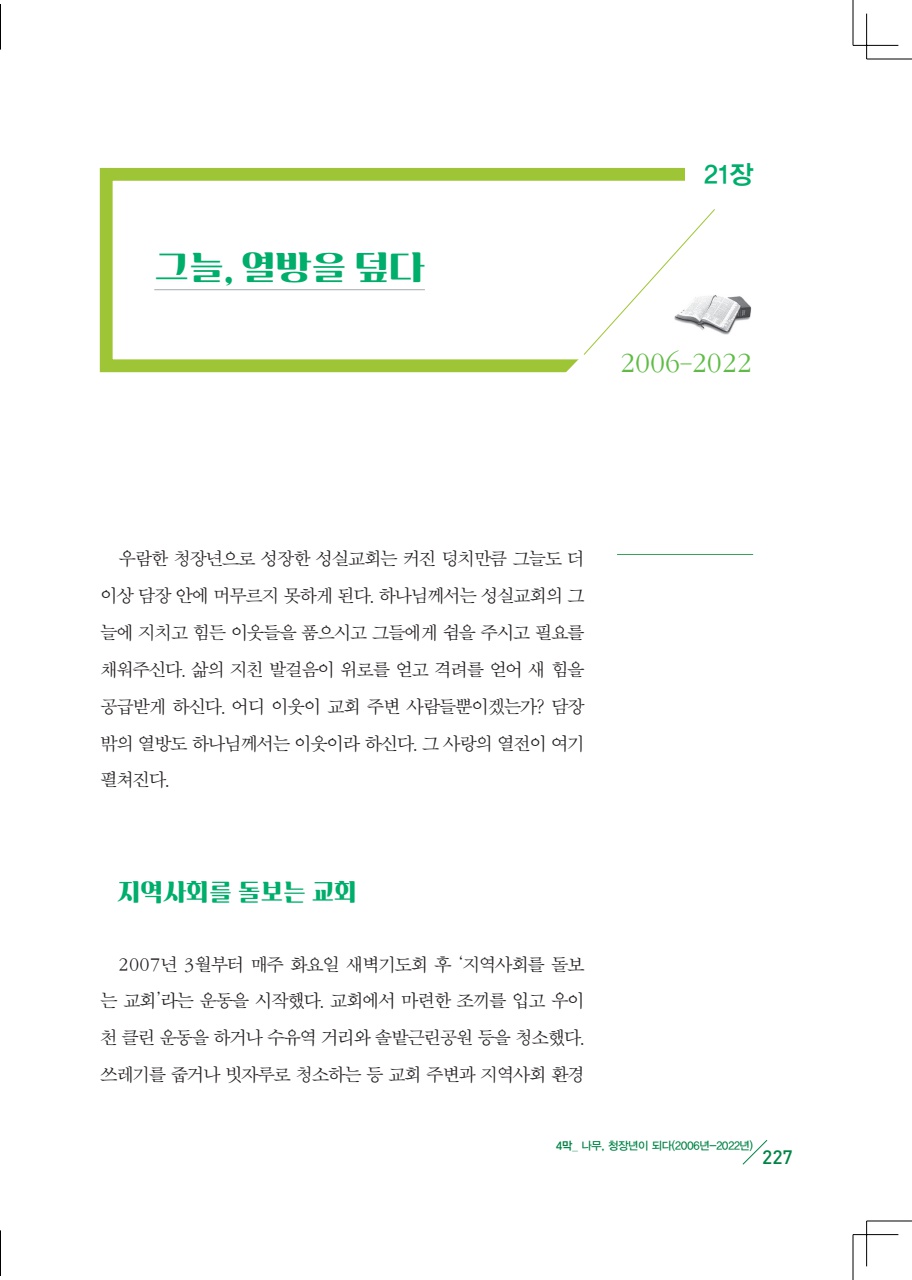 21장
그늘, 열방을 덮다
2006-2022
우람한 청장년으로 성장한 성실교회는 커진 덩치만큼 그늘도 더
이상 담장 안에 머무르지 못하게 된다. 하나님께서는 성실교회의 그
늘에 지치고 힘든 이웃들을 품으시고 그들에게 쉼을 주시고 필요를
채워주신다. 삶의 지친 발걸음이 위로를 얻고 격려를 얻어 새 힘을
공급받게 하신다. 어디 이웃이 교회 주변 사람들뿐이겠는가? 담장
밖의 열방도 하나님께서는 이웃이라 하신다. 그 사랑의 열전이 여기
펼쳐진다.
지역사회를 돌보는 교회
2007년 3월부터 매주 화요일 새벽기도회 후 ‘지역사회를 돌보
는 교회’라는 운동을 시작했다. 교회에서 마련한 조끼를 입고 우이
천 클린 운동을 하거나 수유역 거리와 솔밭근린공원 등을 청소했다.
쓰레기를 줍거나 빗자루로 청소하는 등 교회 주변과 지역사회 환경
4막_ 나무, 청장년이 되다(2006년-2022년) 227